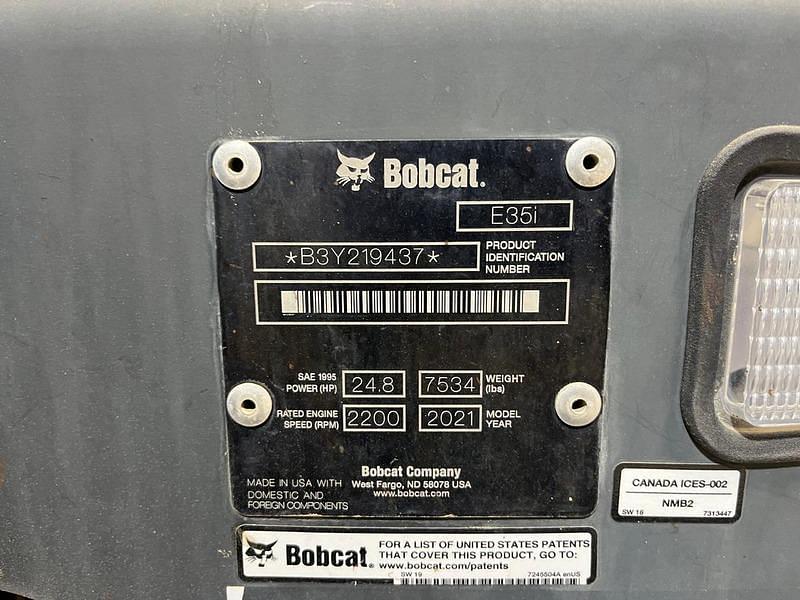 Bobcat.
E35i
*B3Y219437*
PRODUCT
IDENTIFICATION
NUMBER
SAE 1995
POWER (HP)
24.8
7534
WEIGHT
(lbs)
RATED ENGINE
SPEED (RPM)
2200
2021
MODEL
YEAR
Bobcat Company
West Fargo, ND 58078 USA
www.bobcat.com
MADE IN USA WITH
DOMESTIC AND
FOREIGN COMPONENTS
CANADA ICES-002
NMB2
SW 16 7313447
Bobcat.
FOR A LIST OF UNITED STATES PATENTS
THAT COVER THIS PRODUCT, GO TO:
www.bobcat.com/patents
SW 19 7245504A enUS